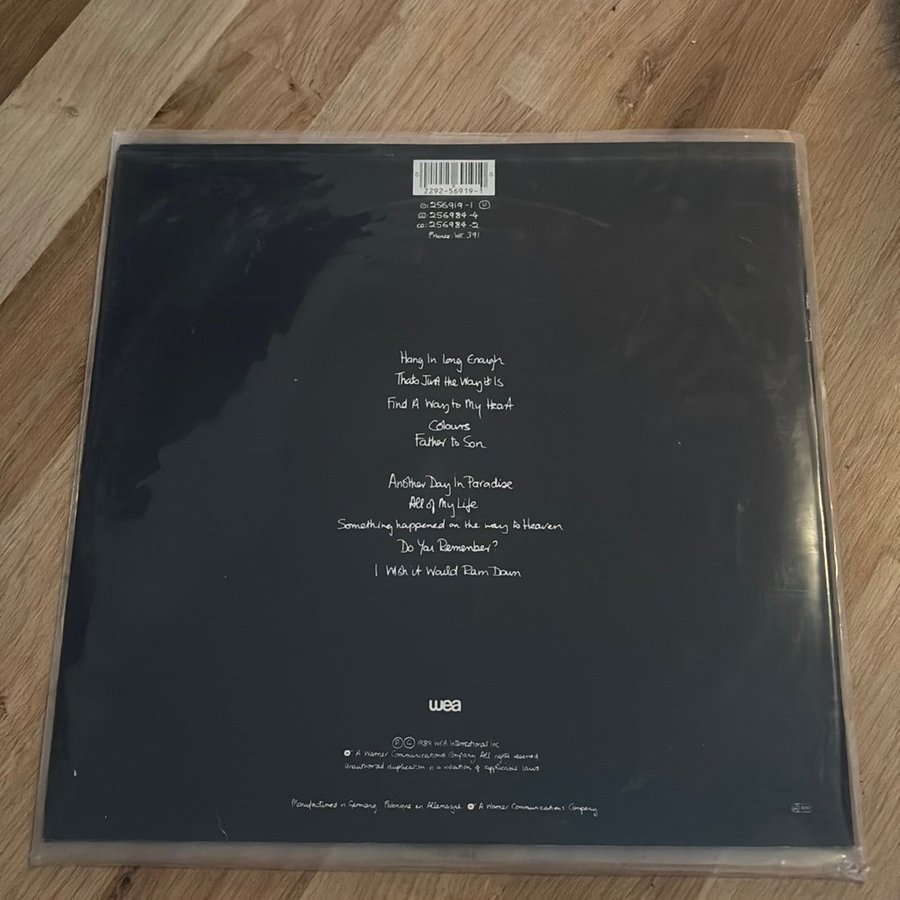 0 0
2292-56919-1
256919-1 U
256984-4
CD: 256984-2
France: WE 391
Hang In Long Enough
Thats Just the Way it Is
Find A Way to My Heart
Colours
Father to Son
Another Day In Paradise
All of My Life
Something happened on the way to Heaven
Do You Remember?
I Wish it Would Rain Down
wea
Ⓟ Ⓒ 1989 WEA International Inc.
A Warner Communications Company All rights reserved
Unauthorized duplication is a violation of applicable laws
Manufactured in Germany. Fabriqué en Allemagne A Warner Communications Company